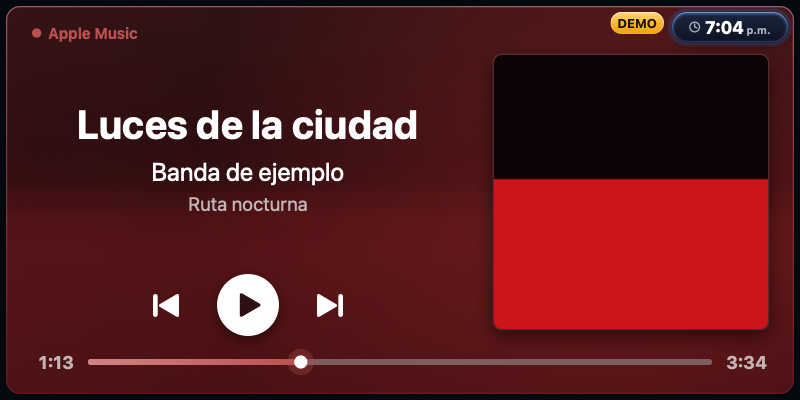 Apple Music
DEMO
7:04 p.m.
Luces de la ciudad
Banda de ejemplo
Ruta nocturna
1:13
3:34